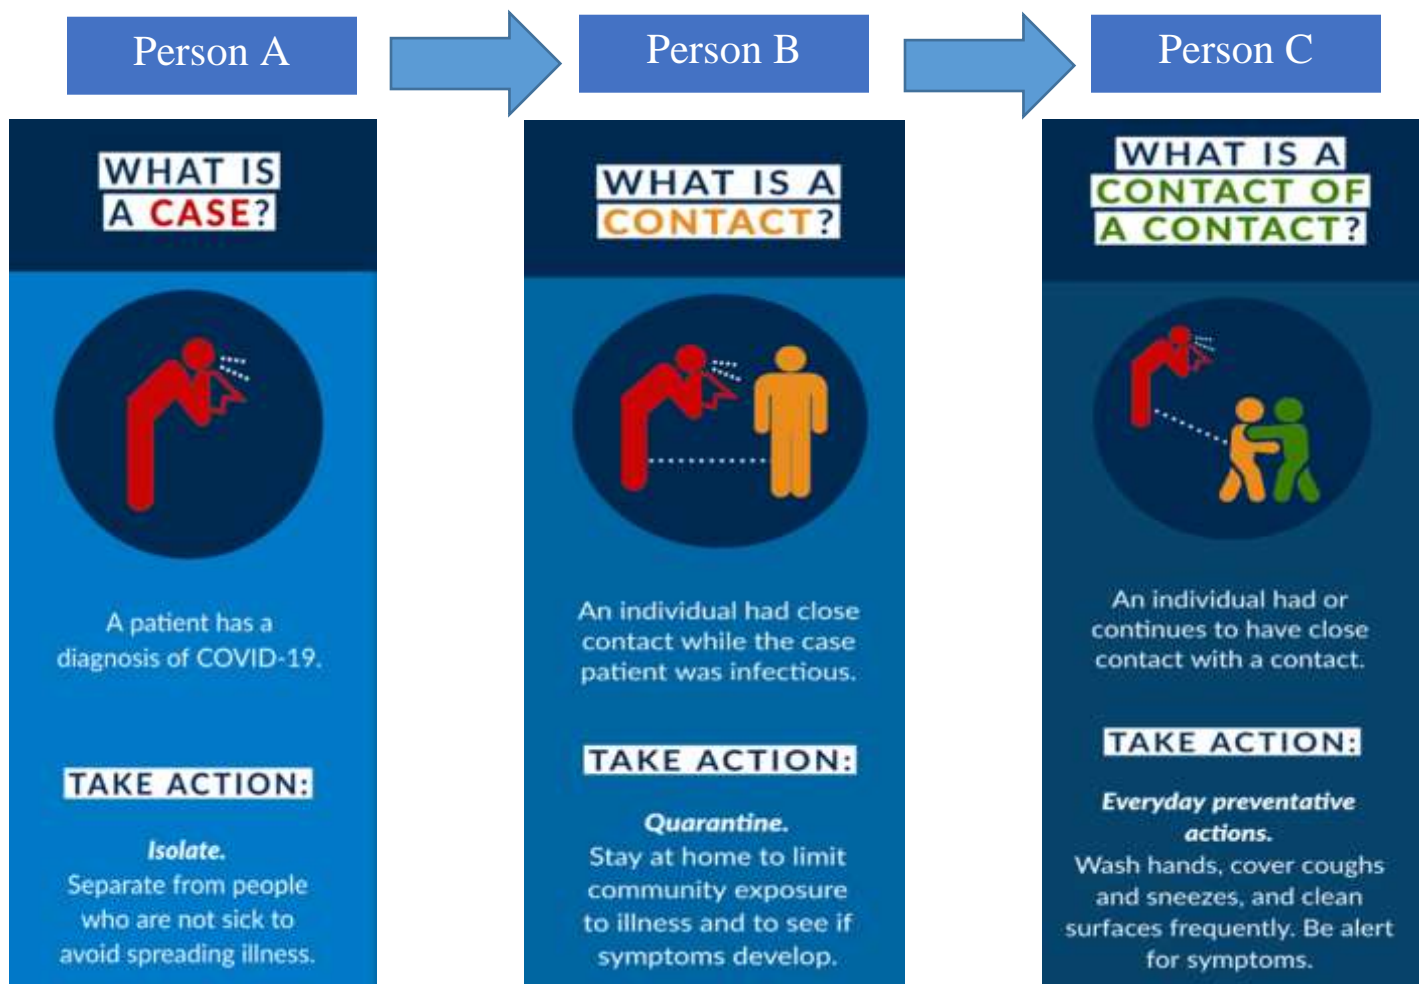 Person A
Person B
Person C
WHAT IS
A CASE?
A patient has a
diagnosis of COVID-19.
TAKE ACTION:
Isolate.
Separate from people
who are not sick to
avoid spreading illness.
WHAT IS A
CONTACT?
An individual had close
contact while the case
patient was infectious.
TAKE ACTION:
Quarantine.
Stay at home to limit
community exposure
to illness and to see if
symptoms develop.
WHAT IS A
CONTACT OF
A CONTACT?
An individual had or
continues to have close
contact with a contact.
TAKE ACTION:
Everyday preventative
actions.
Wash hands, cover coughs
and sneezes, and clean
surfaces frequently. Be alert
for symptoms.